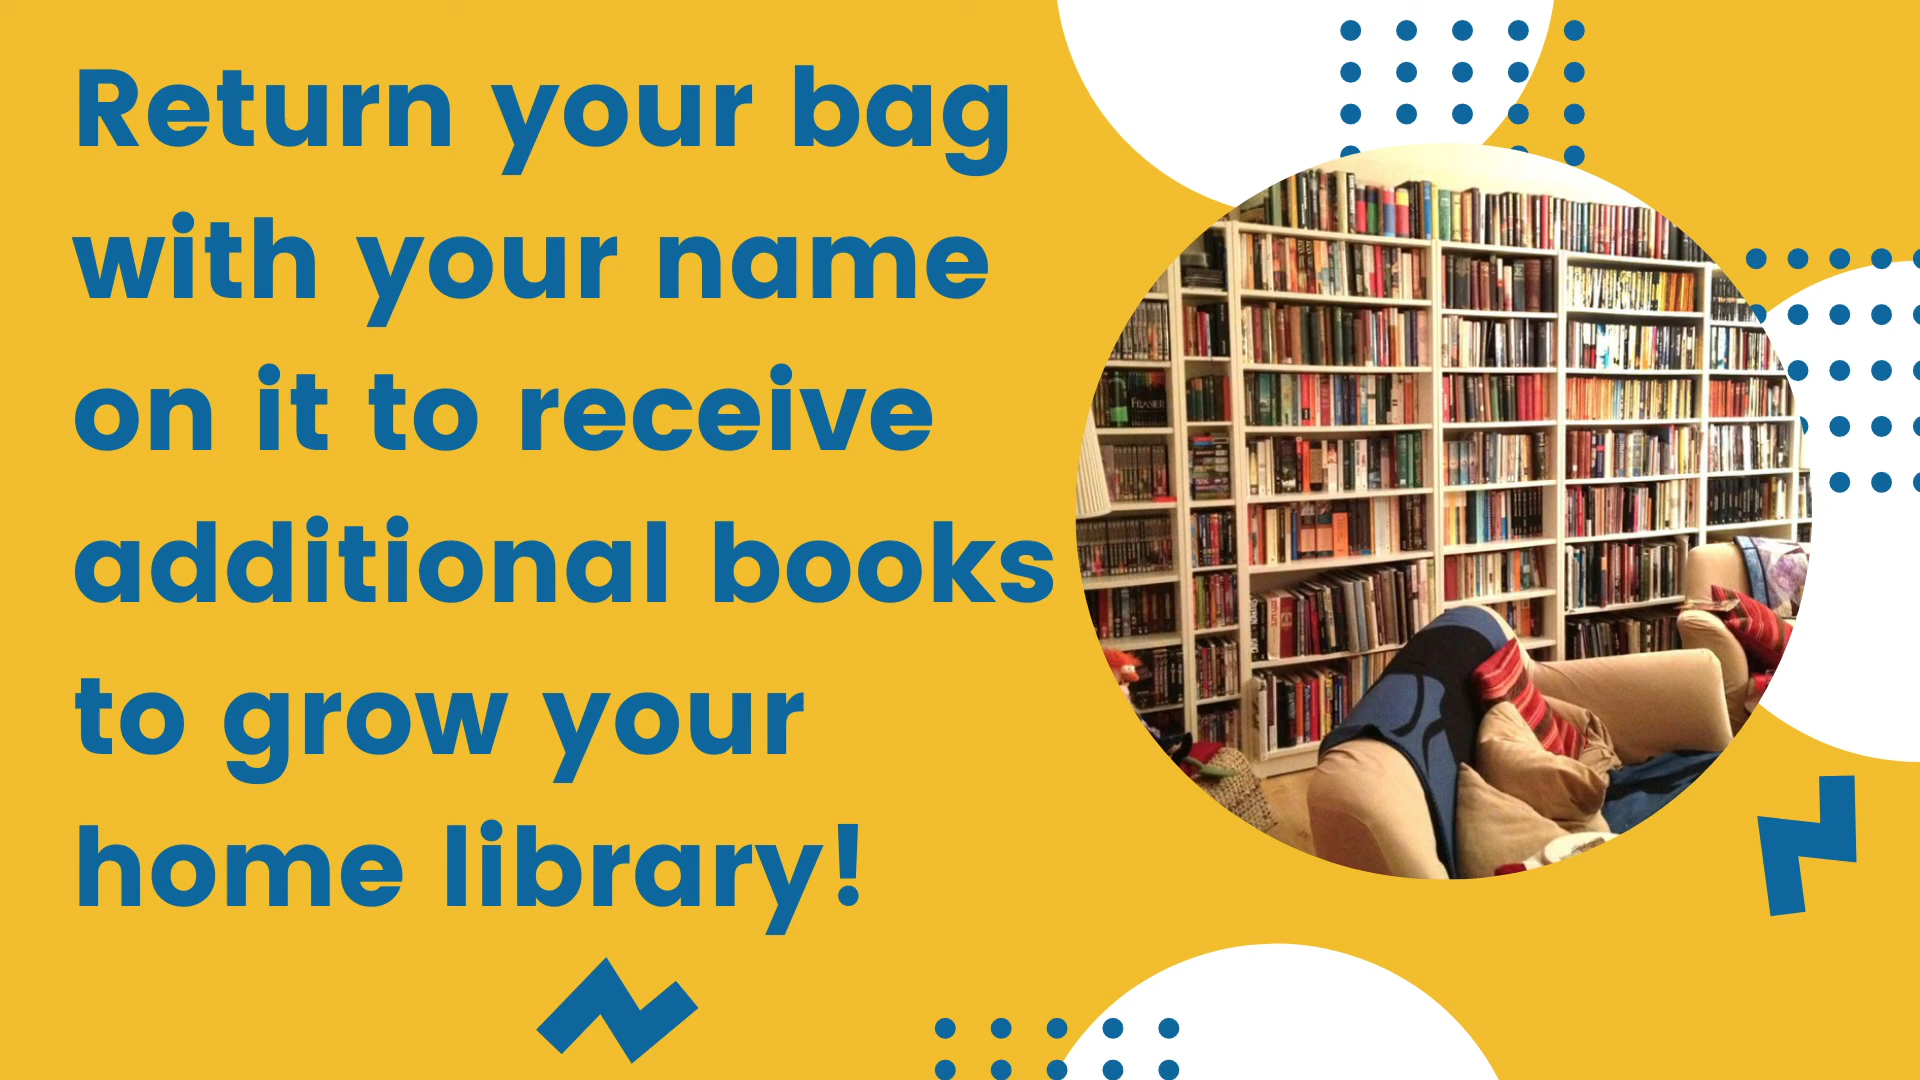 Return your bag
with your name
on it to receive
additional books
to grow your
home library!